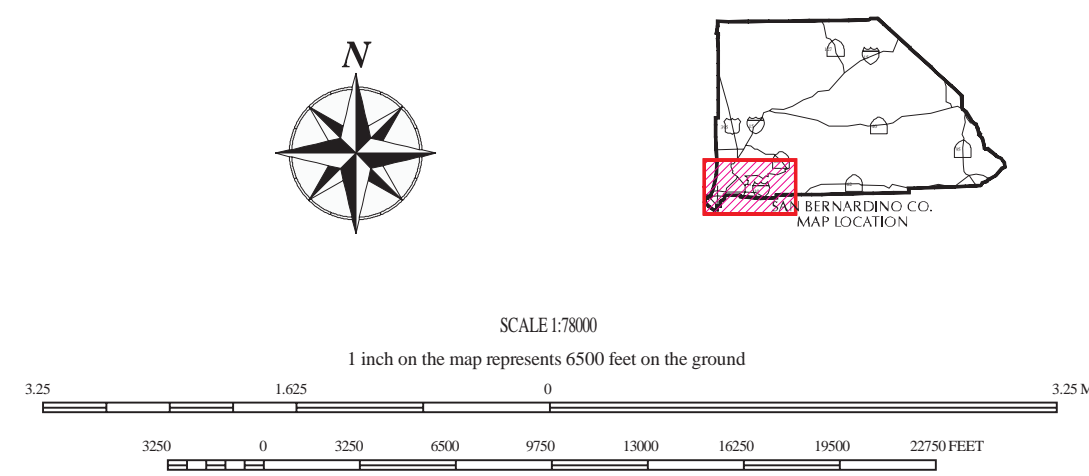 N
SAN BERNARDINO CO.
MAP LOCATION
SCALE 1:78000
1 inch on the map represents 6500 feet on the ground
3.25 1.625 0 3.25 M
3250 0 3250 6500 9750 13000 16250 19500 22750 FEET